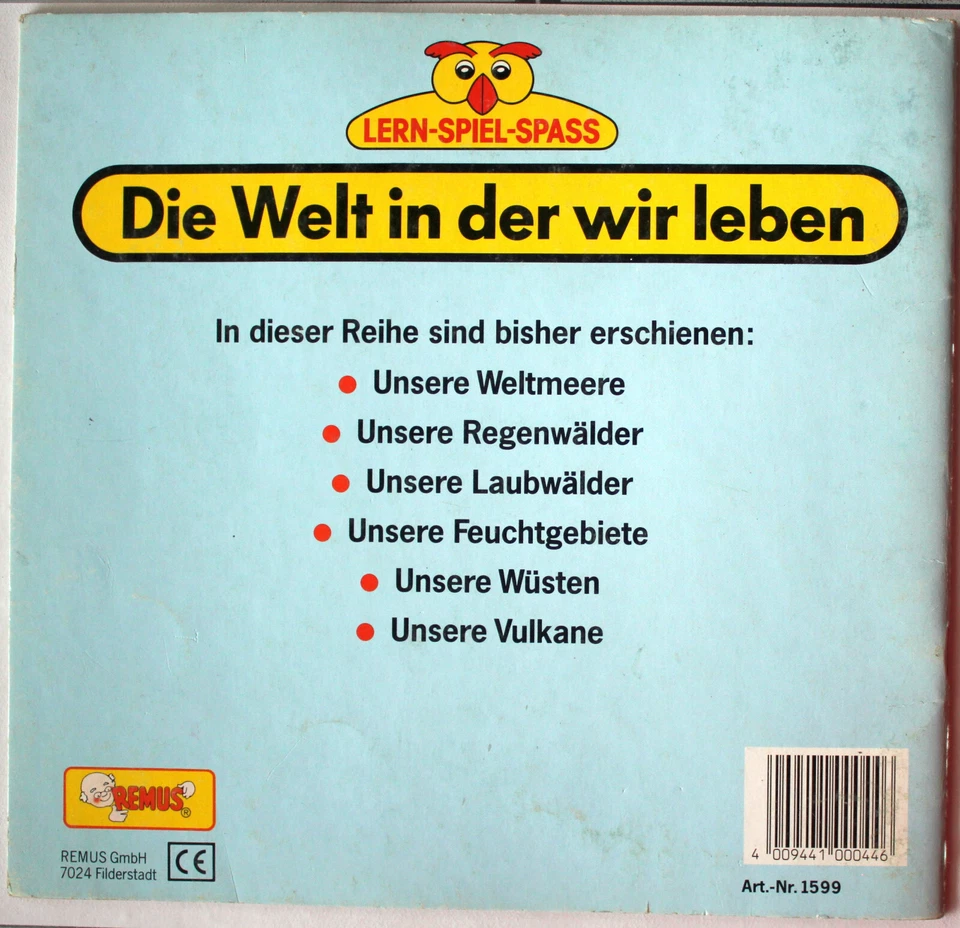 LERN-SPIEL-SPASS
Die Welt in der wir leben
In dieser Reihe sind bisher erschienen:
● Unsere Weltmeere
● Unsere Regenwälder
● Unsere Laubwälder
● Unsere Feuchtgebiete
● Unsere Wüsten
● Unsere Vulkane
REMUS®
REMUS GmbH
7024 Filderstadt
CE
4 009441 000446
Art.-Nr. 1599